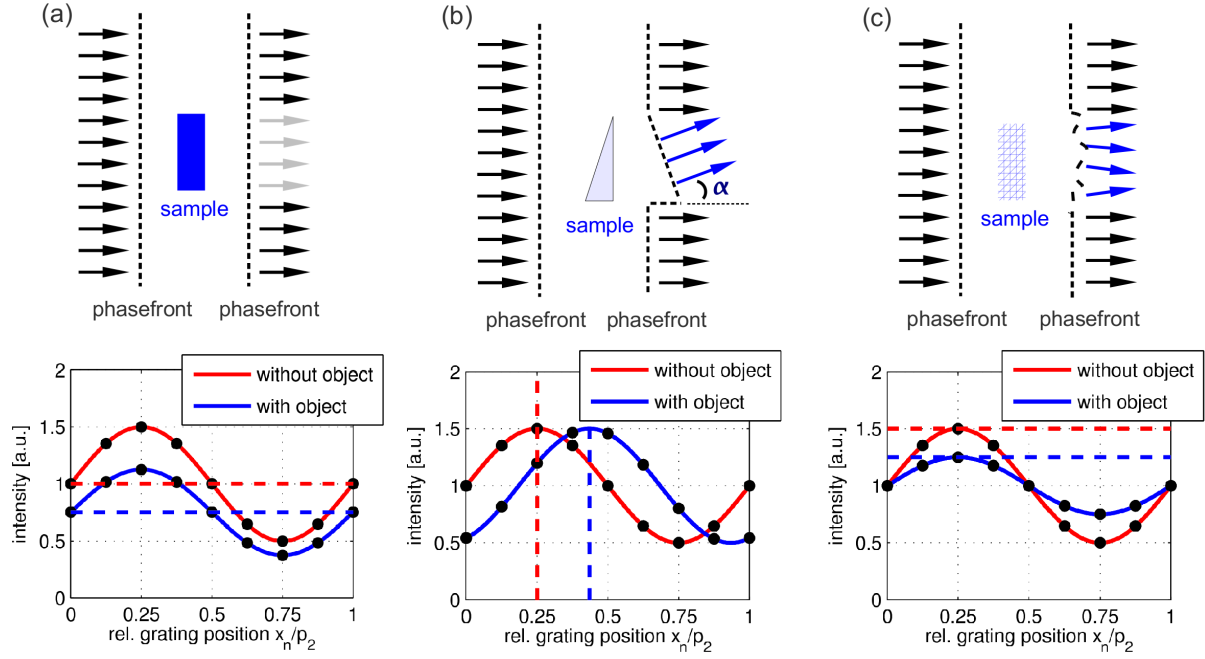 (a)
(b)
(c)
sample
α
sample
sample
phasefront phasefront
phasefront phasefront
phasefront phasefront
2
without object
with object
1.5
1
0.5
0
intensity [a.u.]
0 0.25 0.5 0.75 1
rel. grating position x_n/p_2
2
without object
with object
1.5
1
0.5
0
intensity [a.u.]
0 0.25 0.5 0.75 1
rel. grating position x_n/p_2
2
without object
with object
1.5
1
0.5
0
intensity [a.u.]
0 0.25 0.5 0.75 1
rel. grating position x_n/p_2